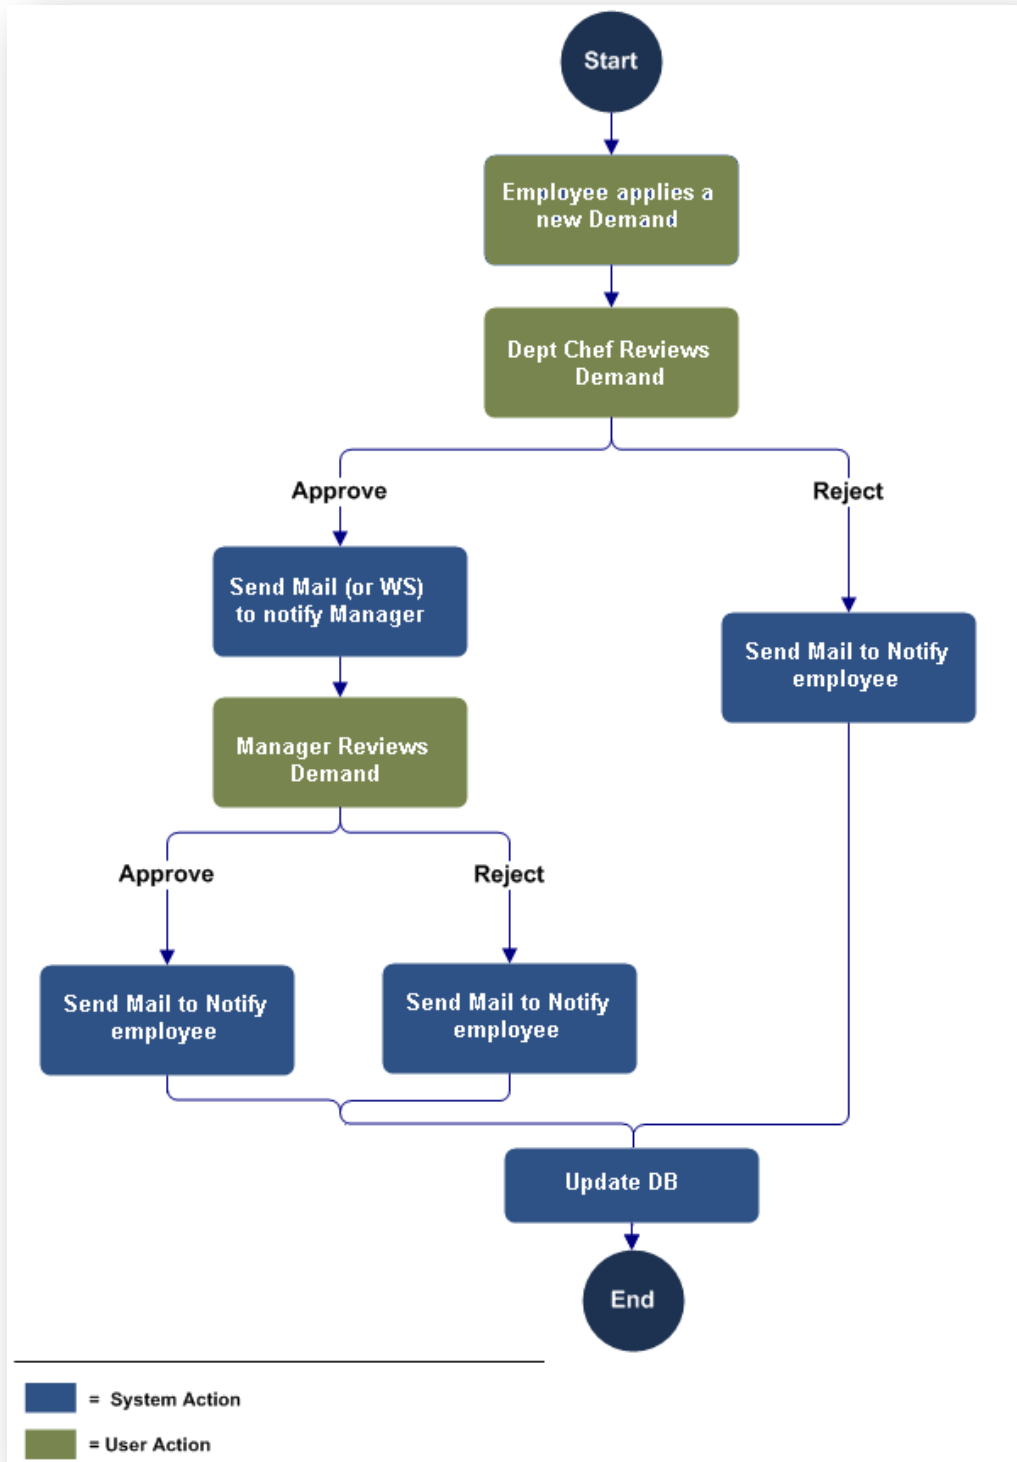 Start
Employee applies a
new Demand
Dept Chef Reviews
Demand
Approve
Reject
Send Mail (or WS)
to notify Manager
Send Mail to Notify
employee
Manager Reviews
Demand
Approve
Reject
Send Mail to Notify
employee
Send Mail to Notify
employee
Update DB
End
= System Action
= User Action